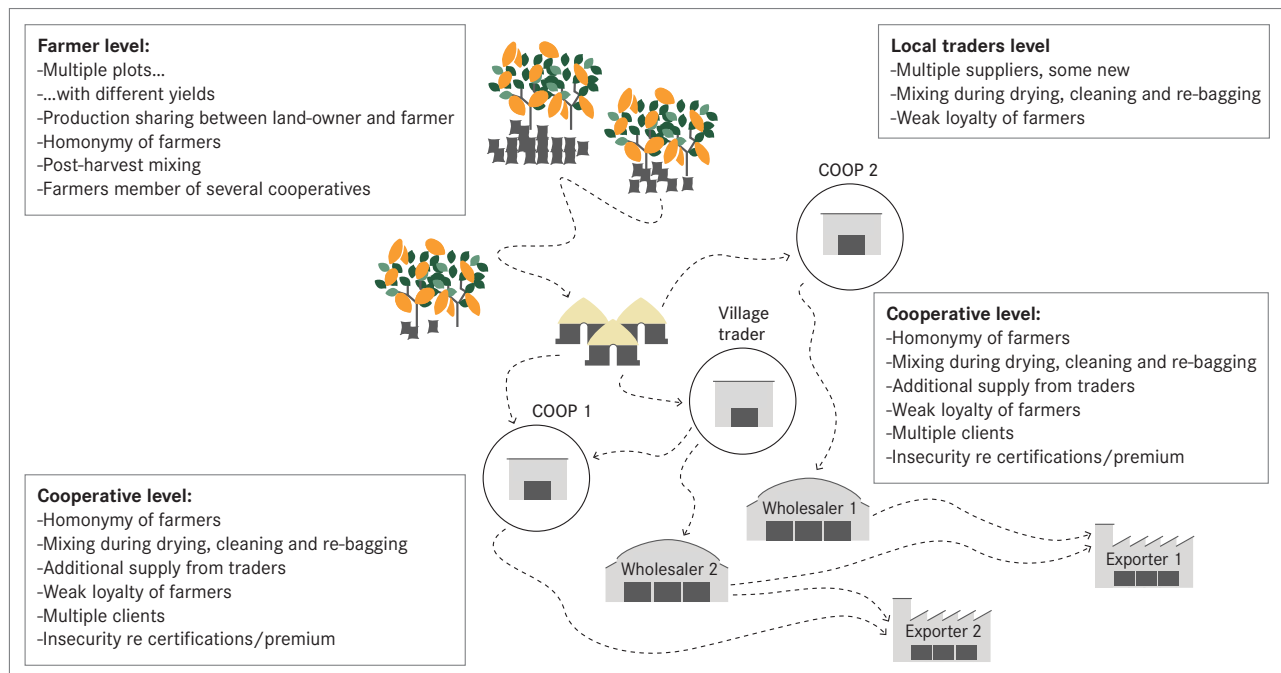 Farmer level:
-Multiple plots...
-...with different yields
-Production sharing between land-owner and farmer
-Homonymy of farmers
-Post-harvest mixing
-Farmers member of several cooperatives
Local traders level
-Multiple suppliers, some new
-Mixing during drying, cleaning and re-bagging
-Weak loyalty of farmers
COOP 2
Village
trader
COOP 1
Cooperative level:
-Homonymy of farmers
-Mixing during drying, cleaning and re-bagging
-Additional supply from traders
-Weak loyalty of farmers
-Multiple clients
-Insecurity re certifications/premium
Cooperative level:
-Homonymy of farmers
-Mixing during drying, cleaning and re-bagging
-Additional supply from traders
-Weak loyalty of farmers
-Multiple clients
-Insecurity re certifications/premium
Wholesaler 1
Wholesaler 2
Exporter 1
Exporter 2